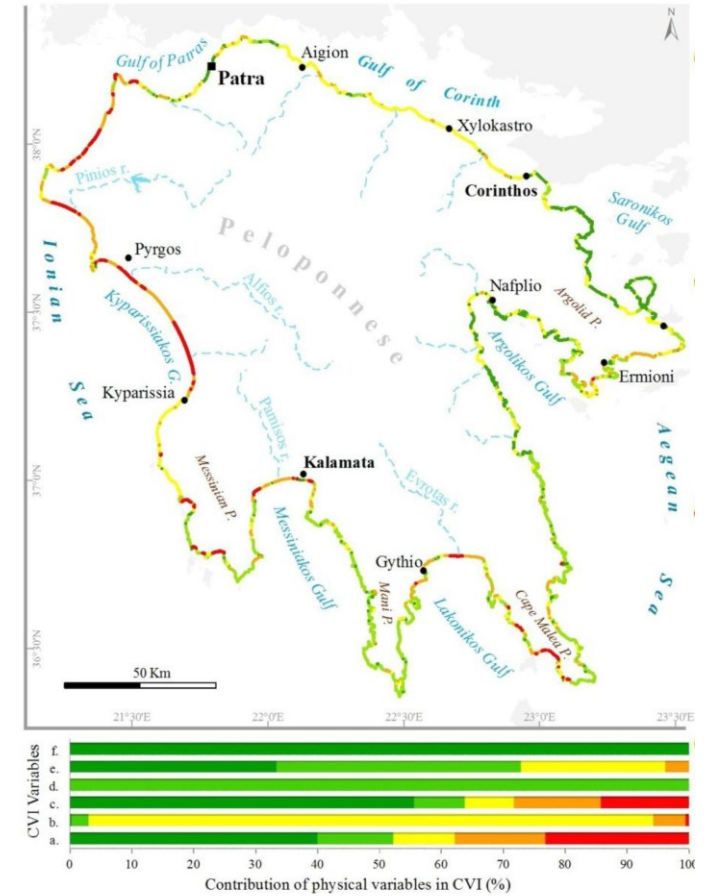 N
Gulf of Patras
Aigion
Gulf of Corinth
Patra
Xylokastro
38°0'N
Pinios r.
Corinthos
Saronikos
Gulf
Peloponnese
Ionian
Sea
Pyrgos
Alfios r.
Nafplio
Argolid P.
37°30'N
Kyparissiakos G.
Argolikos Gulf
Ermioni
Kyparissia
Pamisos r.
Aegean
Sea
37°0'N
Kalamata
Messinian P.
Evrotas r.
Messiniakos Gulf
Gythio
Mani P.
Lakonikos Gulf
Cape Malea P.
36°30'N
50 Km
21°30'E 22°0'E 22°30'E 23°0'E 23°30'E
CVI Variables
f.
e.
d.
c.
b.
a.
0 10 20 30 40 50 60 70 80 90 100
Contribution of physical variables in CVI (%)